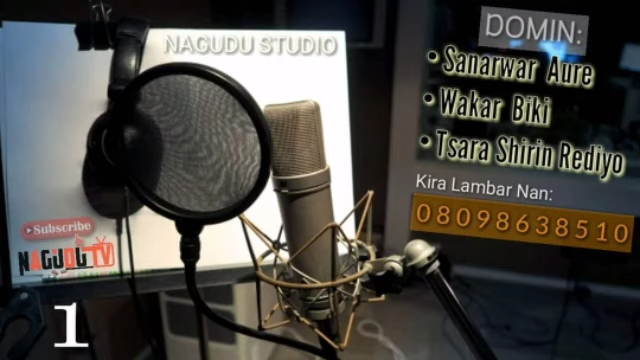 NAGUDU STUDIO
DOMIN:
• Sanarwar Aure
• Wakar Biki
• Tsara Shirin Rediyo
Kira Lambar Nan:
08098638510
Subscribe
NAGUDU TV
1